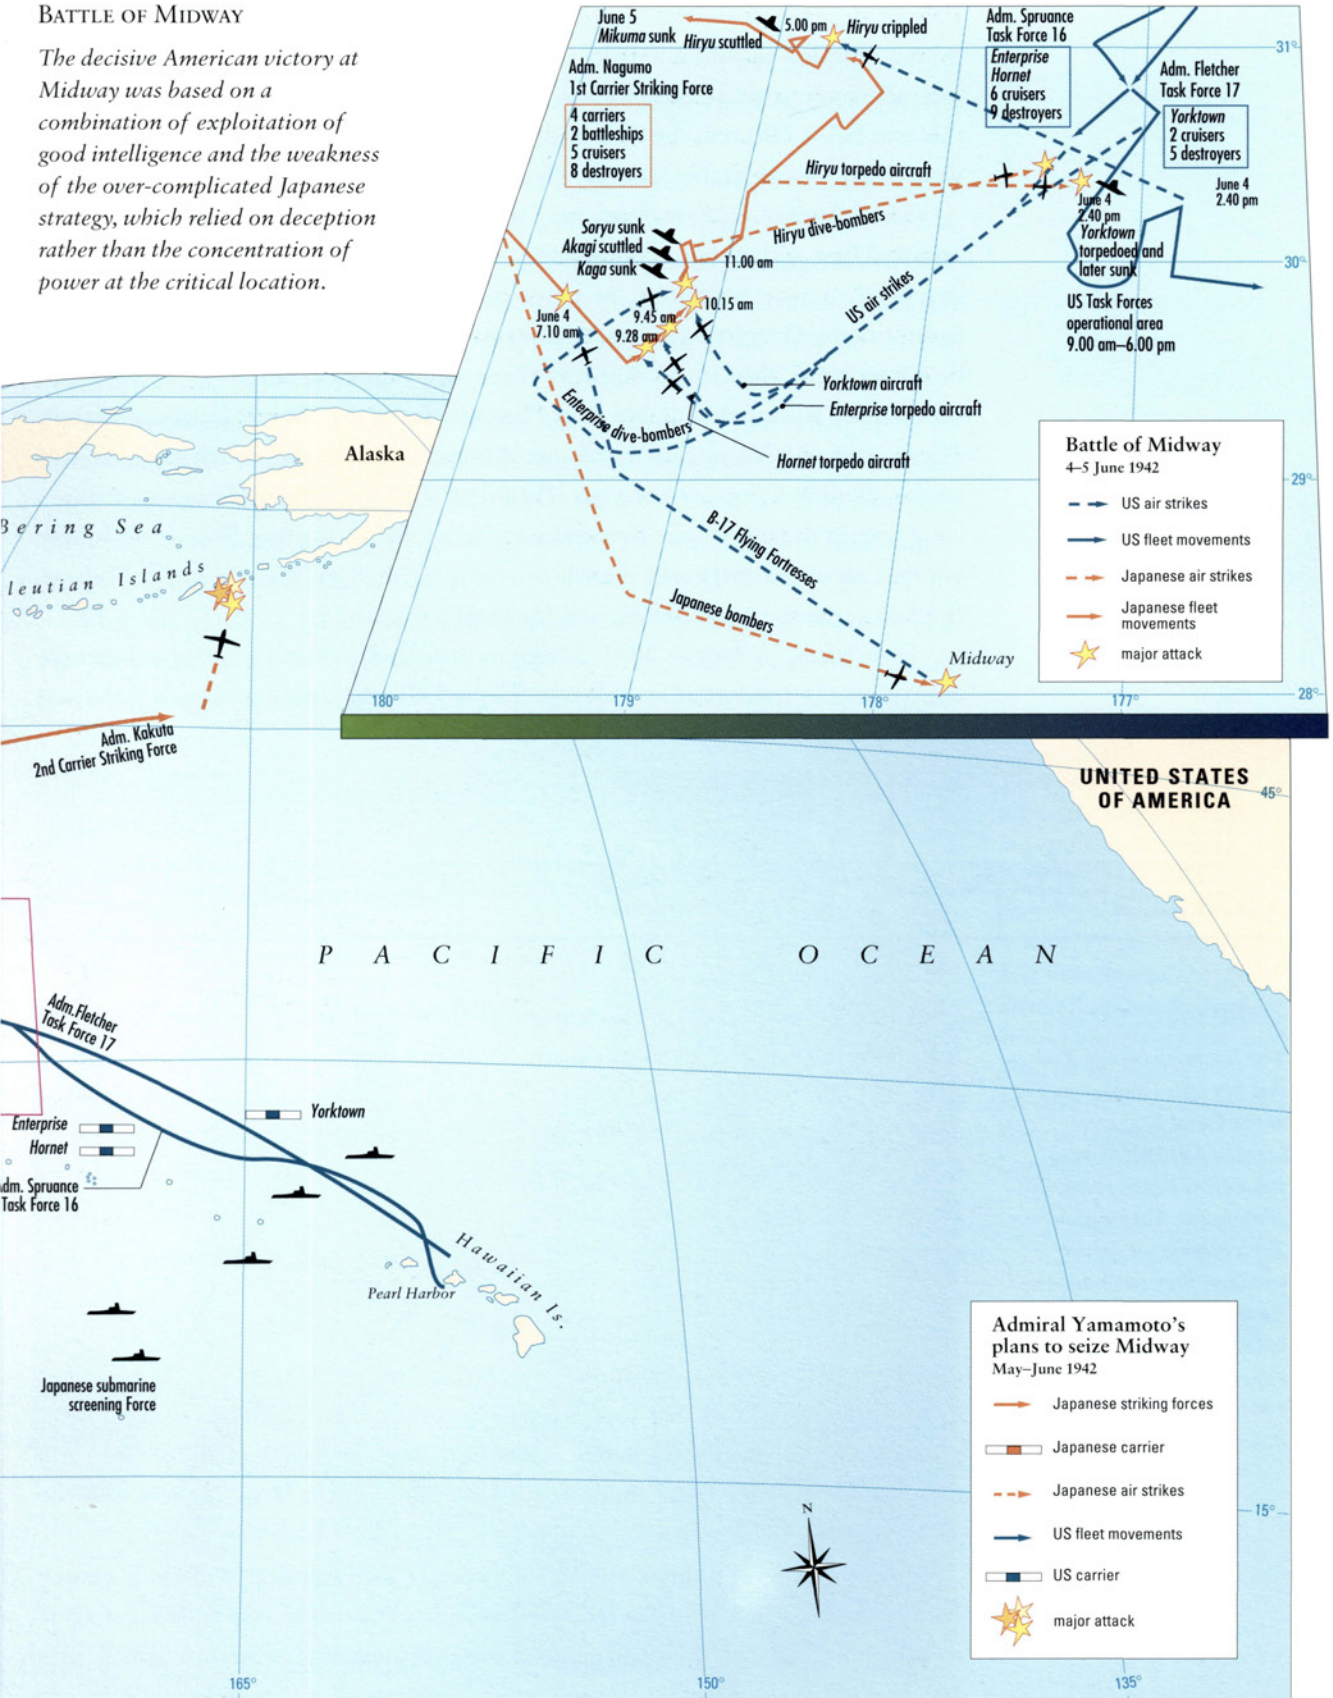 BATTLE OF MIDWAY
The decisive American victory at
Midway was based on a
combination of exploitation of
good intelligence and the weakness
of the over-complicated Japanese
strategy, which relied on deception
rather than the concentration of
power at the critical location.
June 5
Mikuma sunk
Hiryu scuttled
5.00 pm
Hiryu crippled
Adm. Spruance
Task Force 16
Enterprise
Hornet
6 cruisers
9 destroyers
31°
Adm. Fletcher
Task Force 17
Yorktown
2 cruisers
5 destroyers
Adm. Nagumo
1st Carrier Striking Force
4 carriers
2 battleships
5 cruisers
8 destroyers
Hiryu torpedo aircraft
June 4
2.40 pm
June 4
2.40 pm
Yorktown
torpedoed and
later sunk
Hiryu dive-bombers
Soryu sunk
Akagi scuttled
Kaga sunk
11.00 am
30°
US air strikes
10.15 am
June 4
7.10 am
9.45 am
9.28 am
US Task Forces
operational area
9.00 am–6.00 pm
Yorktown aircraft
Enterprise torpedo aircraft
Enterprise dive-bombers
Hornet torpedo aircraft
B-17 Flying Fortresses
Japanese bombers
Midway
29°
28°
180°
179°
178°
177°
Battle of Midway
4–5 June 1942
US air strikes
US fleet movements
Japanese air strikes
Japanese fleet
movements
major attack
Alaska
Bering Sea
leutian Islands
Adm. Kakuta
2nd Carrier Striking Force
UNITED STATES
OF AMERICA
45°
PACIFIC OCEAN
Adm. Fletcher
Task Force 17
Yorktown
Enterprise
Hornet
dm. Spruance
Task Force 16
Hawaiian Is.
Pearl Harbor
Japanese submarine
screening Force
Admiral Yamamoto's
plans to seize Midway
May–June 1942
Japanese striking forces
Japanese carrier
Japanese air strikes
US fleet movements
US carrier
major attack
N
15°
165°
150°
135°